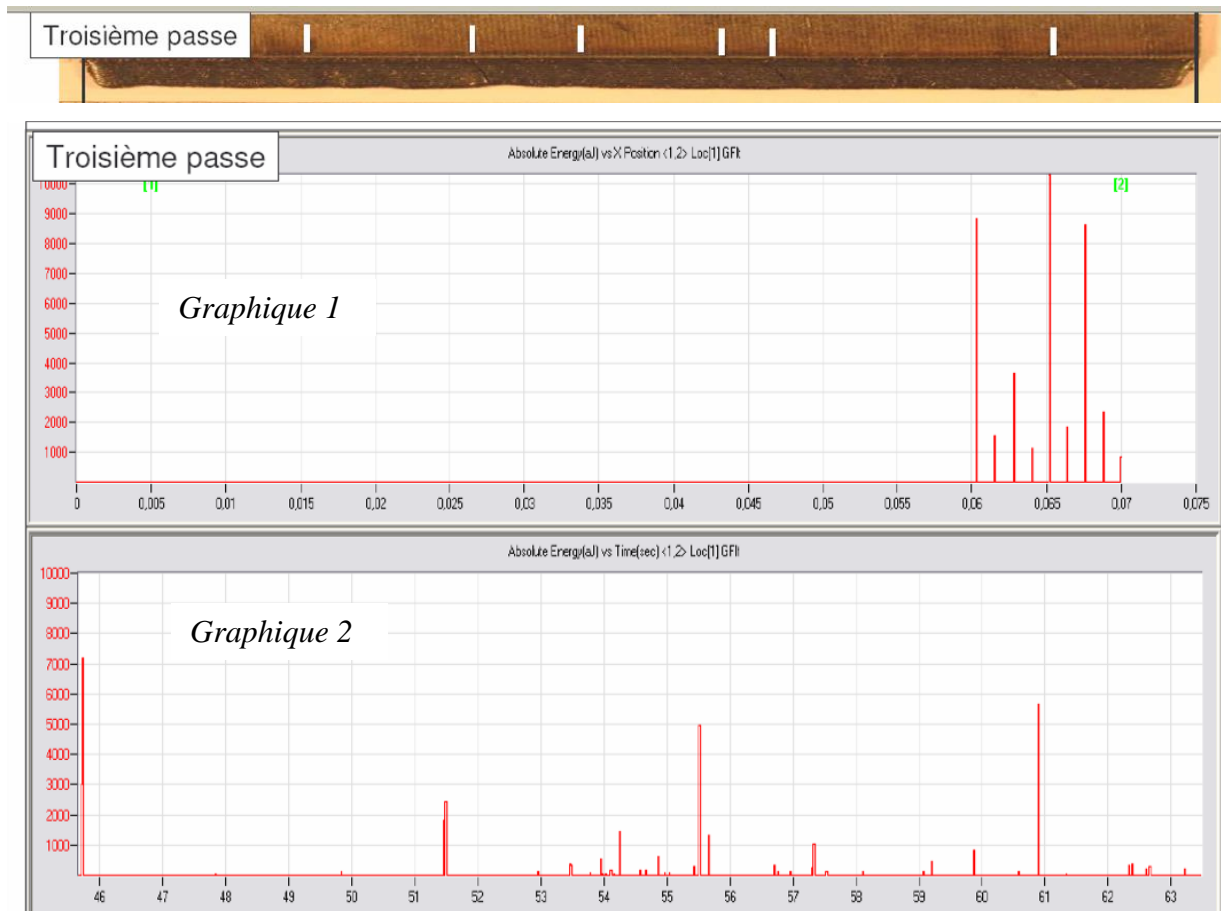 Troisième passe
Troisième passe
Absolute Energy(aJ) vs X Position <1,2> Loc[1] GFlt
[1] [2]
10000
9000
8000
7000
6000
5000
4000
3000
2000
1000
Graphique 1
0 0,005 0,01 0,015 0,02 0,025 0,03 0,035 0,04 0,045 0,05 0,055 0,06 0,065 0,07 0,075
Absolute Energy(aJ) vs Time(sec) <1,2> Loc[1] GFlt
10000
9000
8000
7000
6000
5000
4000
3000
2000
1000
Graphique 2
46 47 48 49 50 51 52 53 54 55 56 57 58 59 60 61 62 63